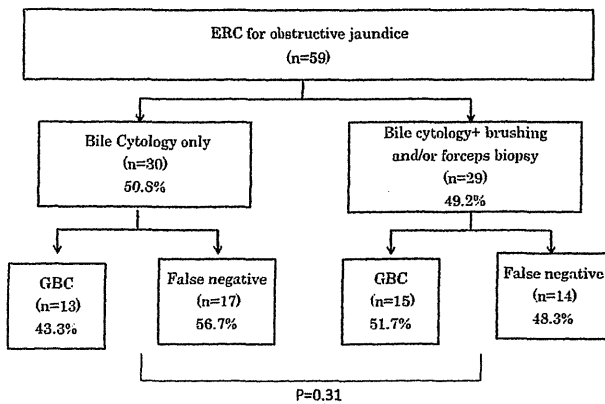 ERC for obstructive jaundice
(n=59)
Bile Cytology only
(n=30)
50.8%
Bile cytology+ brushing
and/or forceps biopsy
(n=29)
49.2%
GBC
(n=13)
43.3%
False negative
(n=17)
56.7%
GBC
(n=15)
51.7%
False negative
(n=14)
48.3%
P=0.31